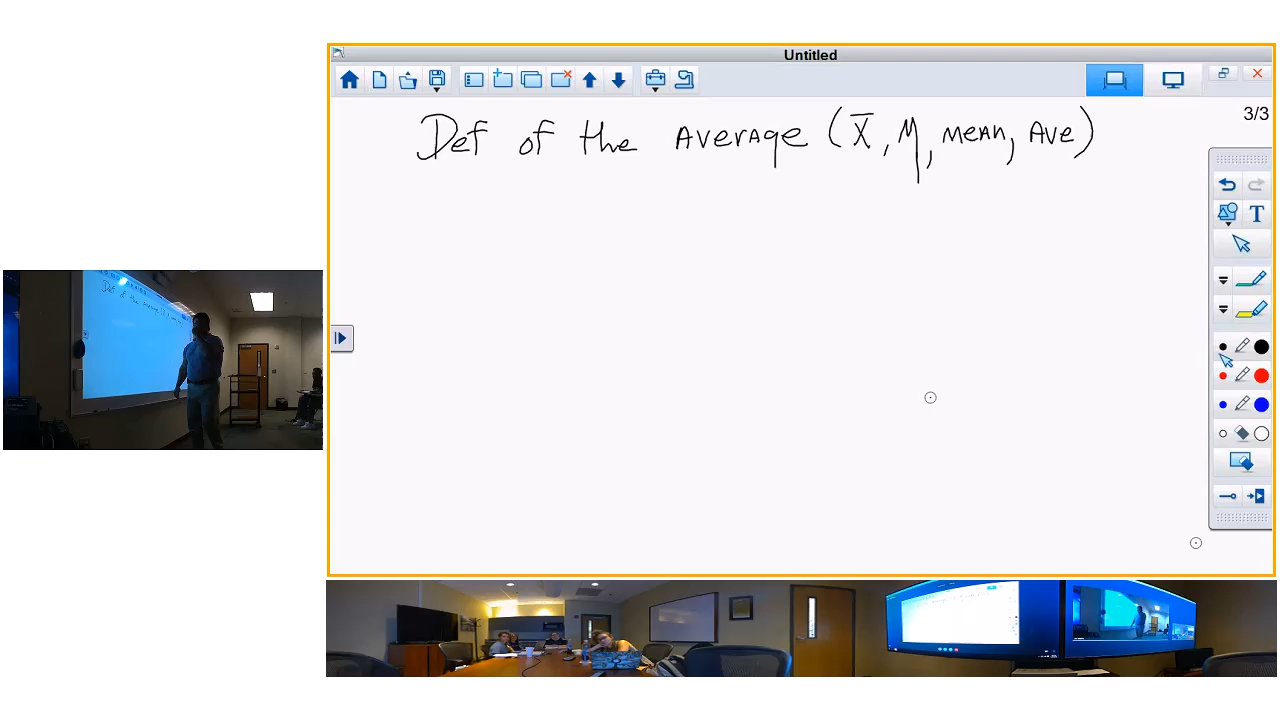 Untitled
3/3
Def of the Average (X̄, M, mean, Ave)
T